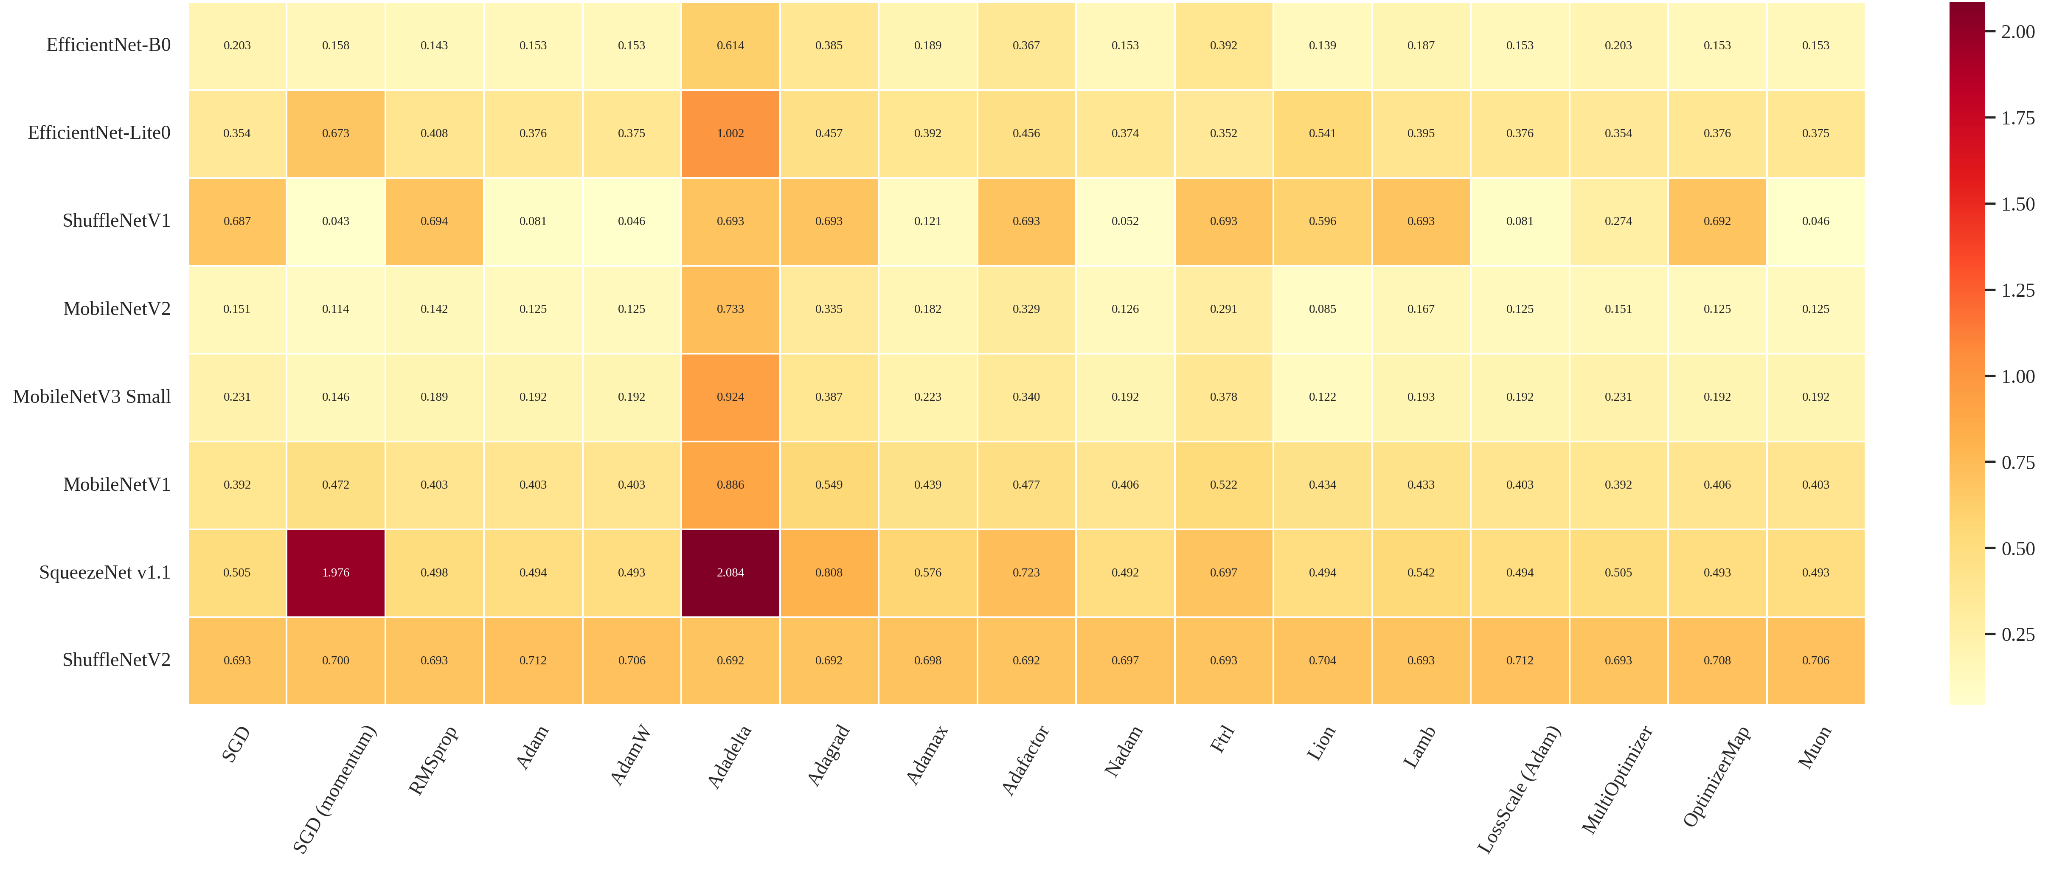 EfficientNet-B0 0.203 0.158 0.143 0.153 0.153 0.614 0.385 0.189 0.367 0.153 0.392 0.139 0.187 0.153 0.203 0.153 0.153
EfficientNet-Lite0 0.354 0.673 0.408 0.376 0.375 1.002 0.457 0.392 0.456 0.374 0.352 0.541 0.395 0.376 0.354 0.376 0.375
ShuffleNetV1 0.687 0.043 0.694 0.081 0.046 0.693 0.693 0.121 0.693 0.052 0.693 0.596 0.693 0.081 0.274 0.692 0.046
MobileNetV2 0.151 0.114 0.142 0.125 0.125 0.733 0.335 0.182 0.329 0.126 0.291 0.085 0.167 0.125 0.151 0.125 0.125
MobileNetV3 Small 0.231 0.146 0.189 0.192 0.192 0.924 0.387 0.223 0.340 0.192 0.378 0.122 0.193 0.192 0.231 0.192 0.192
MobileNetV1 0.392 0.472 0.403 0.403 0.403 0.886 0.549 0.439 0.477 0.406 0.522 0.434 0.433 0.403 0.392 0.406 0.403
SqueezeNet v1.1 0.505 1.976 0.498 0.494 0.493 2.084 0.808 0.576 0.723 0.492 0.697 0.494 0.542 0.494 0.505 0.493 0.493
ShuffleNetV2 0.693 0.700 0.693 0.712 0.706 0.692 0.692 0.698 0.692 0.697 0.693 0.704 0.693 0.712 0.693 0.708 0.706
SGD
SGD (momentum)
RMSprop
Adam
AdamW
Adadelta
Adagrad
Adamax
Adafactor
Nadam
Ftrl
Lion
Lamb
LossScale (Adam)
MultiOptimizer
OptimizerMap
Muon
2.00
1.75
1.50
1.25
1.00
0.75
0.50
0.25